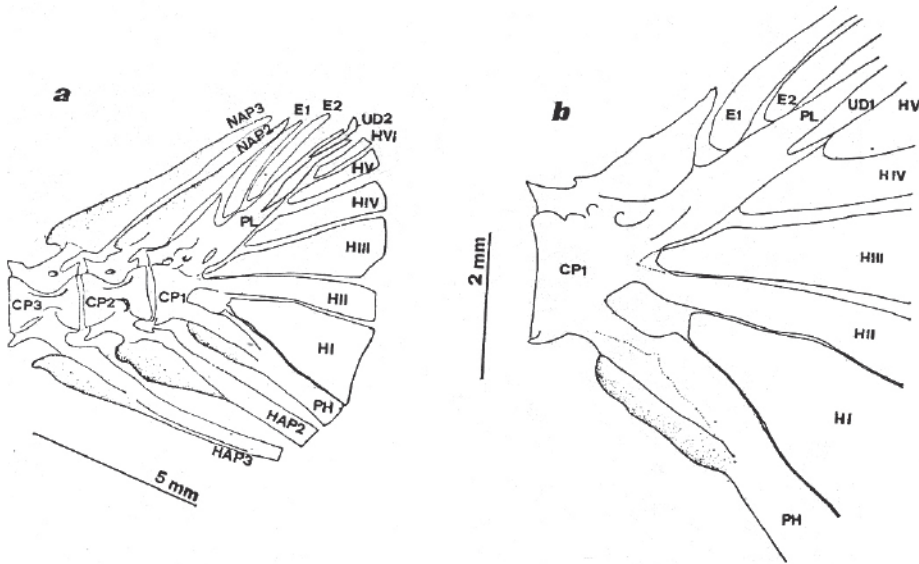 a
NAP3
NAP2
E1
E2
UD2
HVI
HV
HIV
PL
HIII
CP3
CP2
CP1
HII
HI
PH
HAP2
HAP3
5 mm
b
E1
E2
PL
UD1
HV
HIV
CP1
HIII
HII
HI
PH
2 mm